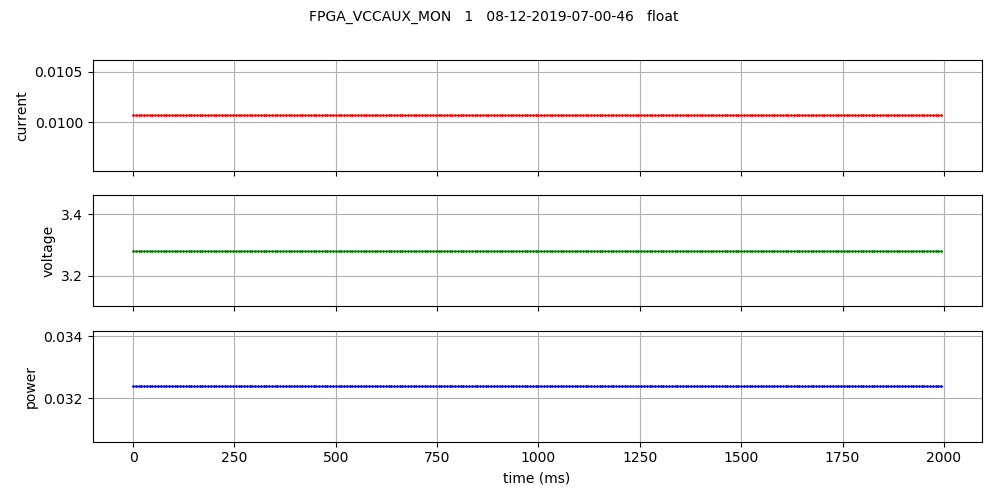 FPGA_VCCAUX_MON 1 08-12-2019-07-00-46 float
0.0105
0.0100
current
3.4
3.2
voltage
0.034
0.032
power
0 250 500 750 1000 1250 1500 1750 2000
time (ms)